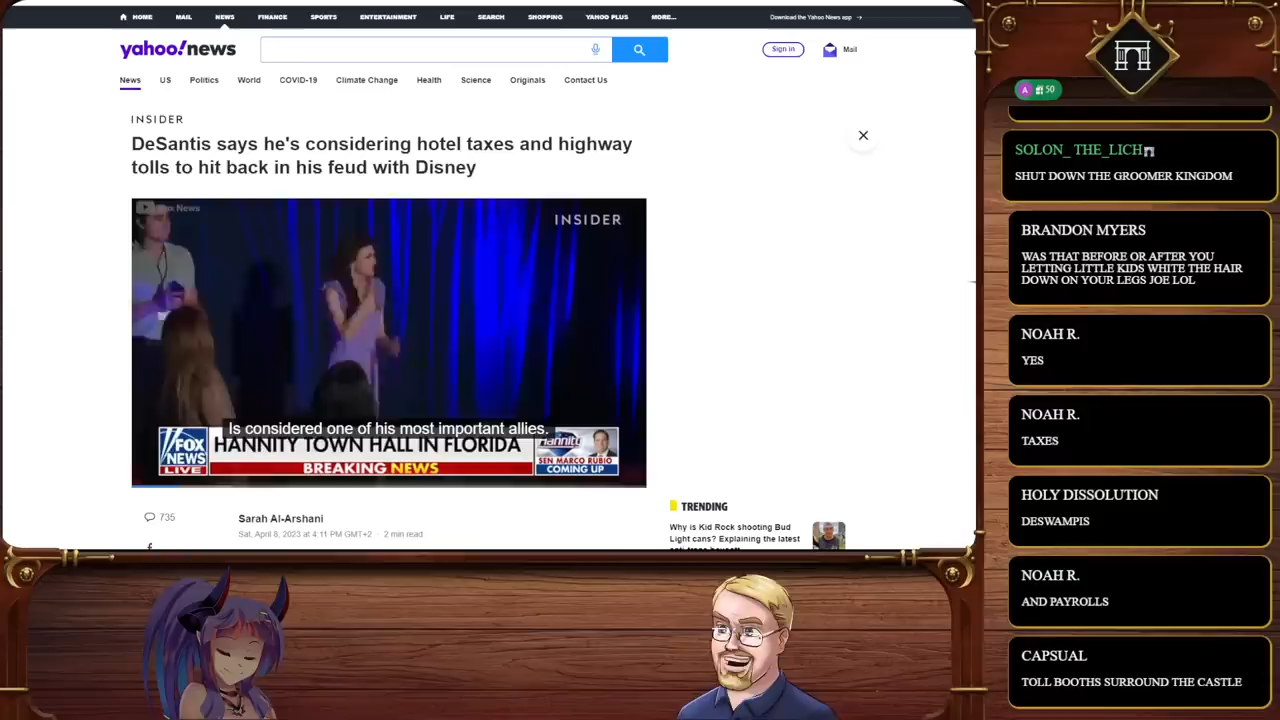 HOME MAIL NEWS FINANCE SPORTS ENTERTAINMENT LIFE SEARCH SHOPPING YAHOO PLUS MORE... Download the Yahoo News app →
yahoo!news
Sign in
Mail
News US Politics World COVID-19 Climate Change Health Science Originals Contact Us
INSIDER
DeSantis says he's considering hotel taxes and highway
tolls to hit back in his feud with Disney
Fox News
INSIDER
Is considered one of his most important allies.
FOX
NEWS
LIVE
HANNITY TOWN HALL IN FLORIDA
BREAKING NEWS
Hannity
SEN MARCO RUBIO
COMING UP
735
Sarah Al-Arshani
Sat, April 8, 2023 at 4:11 PM GMT+2 · 2 min read
TRENDING
Why is Kid Rock shooting Bud
Light cans? Explaining the latest
A 50
SOLON_ THE_LICH
SHUT DOWN THE GROOMER KINGDOM
BRANDON MYERS
WAS THAT BEFORE OR AFTER YOU
LETTING LITTLE KIDS WHITE THE HAIR
DOWN ON YOUR LEGS JOE LOL
NOAH R.
YES
NOAH R.
TAXES
HOLY DISSOLUTION
DESWAMPIS
NOAH R.
AND PAYROLLS
CAPSUAL
TOLL BOOTHS SURROUND THE CASTLE